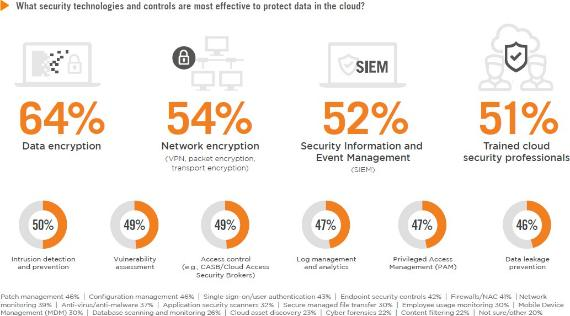 What security technologies and controls are most effective to protect data in the cloud?
SIEM
64%
54%
52%
51%
Data encryption
Network encryption
(VPN, packet encryption,
transport encryption)
Security Information and
Event Management
(SIEM)
Trained cloud
security professionals
50%
49%
49%
47%
47%
46%
Intrusion detection
and prevention
Vulnerability
assessment
Access control
(e.g., CASB/Cloud Access
Security Brokers)
Log management
and analytics
Privileged Access
Management (PAM)
Data leakage
prevention
Patch management 46% | Configuration management 46% | Single sign-on/user authentication 43% | Endpoint security controls 42% | Firewalls/NAC 41% | Network
monitoring 39% | Anti-virus/anti-malware 37% | Application security scanners 32% | Secure managed file transfer 30% | Employee usage monitoring 30% | Mobile Device
Management (MDM) 30% | Database scanning and monitoring 26% | Cloud asset discovery 23% | Cyber forensics 22% | Content filtering 22% | Not sure/other 20%